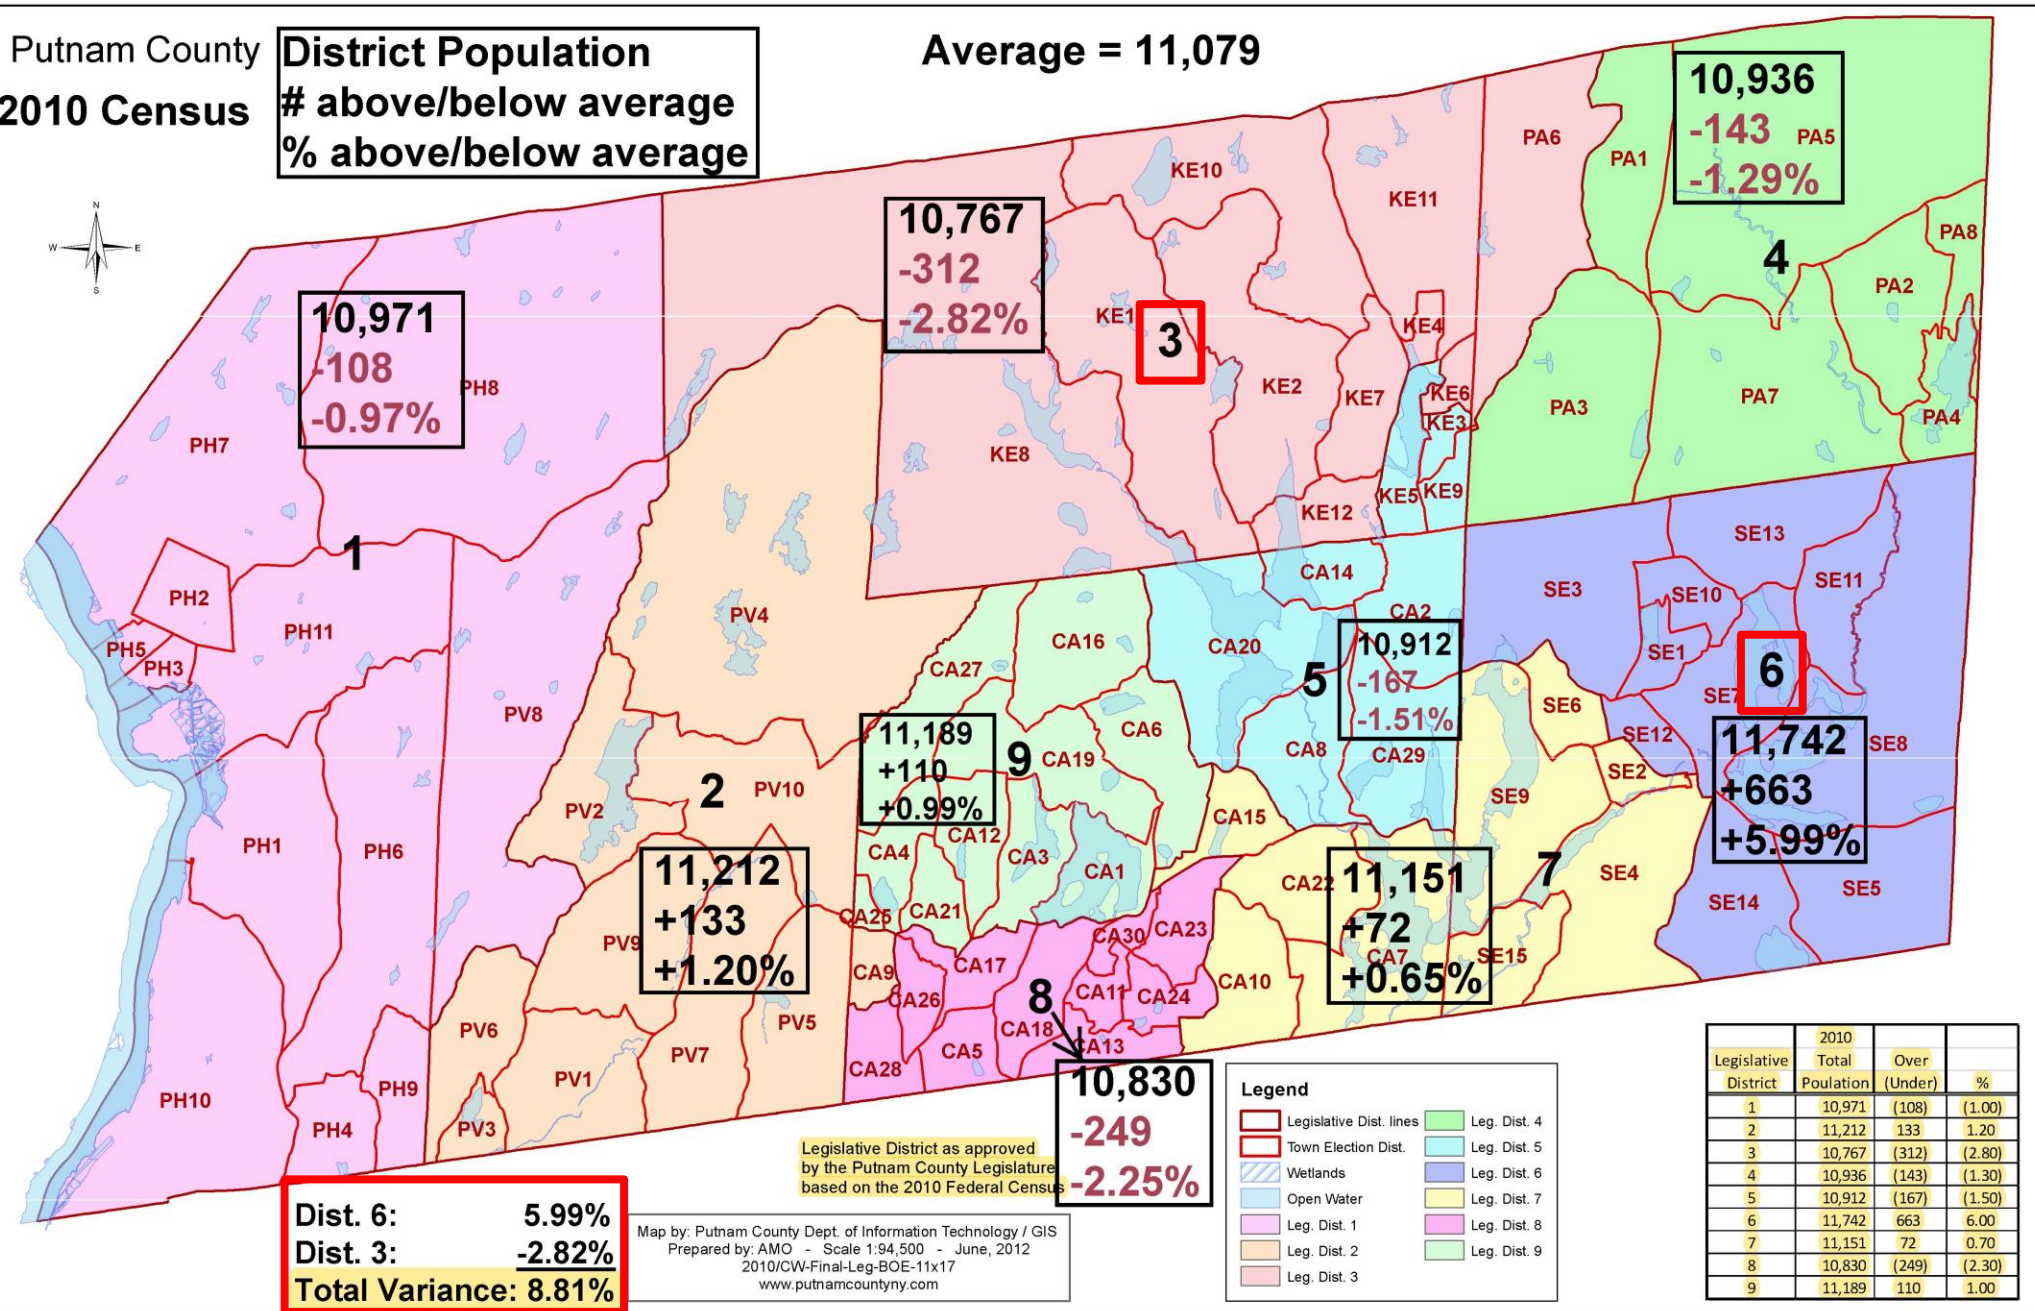 Putnam County
2010 Census
District Population
# above/below average
% above/below average
Average = 11,079
N
W E
S
10,936
-143
-1.29%
PA5
PA6
PA1
KE10
KE11
PA8
4
PA2
10,767
-312
-2.82%
10,971
-108
-0.97%
PH8
PH7
KE1
3
KE4
KE2
KE7
KE6
KE3
PA3
PA7
PA4
KE8
KE5
KE9
KE12
1
SE13
PH2
PH11
PH5
PH3
PV4
CA14
CA2
SE3
SE10
SE11
CA16
CA20
CA27
SE1
5
10,912
-167
-1.51%
6
SE7
PV8
SE6
SE12
SE8
11,742
+663
+5.99%
11,189
+110
+0.99%
9
CA19
CA6
CA8
CA29
SE2
2
PV10
PV2
SE9
CA15
CA12
CA4
CA3
CA1
PH1
PH6
11,212
+133
+1.20%
CA22
11,151
+72
+0.65%
CA7
7
SE4
SE5
SE14
CA25
CA21
PV9
CA30
CA23
SE15
CA9
CA17
CA26
CA11
CA24
CA10
8
PV6
PV5
CA18
CA13
PV7
CA5
CA28
PV1
PH10
PH9
PH4
PV3
10,830
-249
-2.25%
Legislative District as approved
by the Putnam County Legislature
based on the 2010 Federal Census
Dist. 6: 5.99%
Dist. 3: -2.82%
Total Variance: 8.81%
Map by: Putnam County Dept. of Information Technology / GIS
Prepared by: AMO - Scale 1:94,500 - June, 2012
2010/CW-Final-Leg-BOE-11x17
www.putnamcountyny.com
Legend
Legislative Dist. lines
Town Election Dist.
Wetlands
Open Water
Leg. Dist. 1
Leg. Dist. 2
Leg. Dist. 3
Leg. Dist. 4
Leg. Dist. 5
Leg. Dist. 6
Leg. Dist. 7
Leg. Dist. 8
Leg. Dist. 9
2010
Legislative Total Over
District Poulation (Under) %
1 10,971 (108) (1.00)
2 11,212 133 1.20
3 10,767 (312) (2.80)
4 10,936 (143) (1.30)
5 10,912 (167) (1.50)
6 11,742 663 6.00
7 11,151 72 0.70
8 10,830 (249) (2.30)
9 11,189 110 1.00